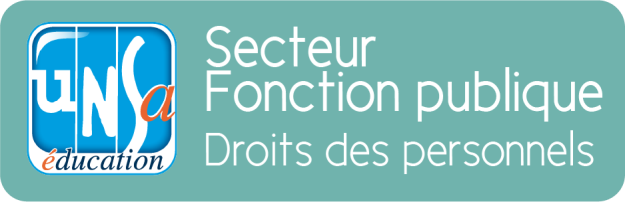 UNSa
éducation
Secteur
Fonction publique
Droits des personnels